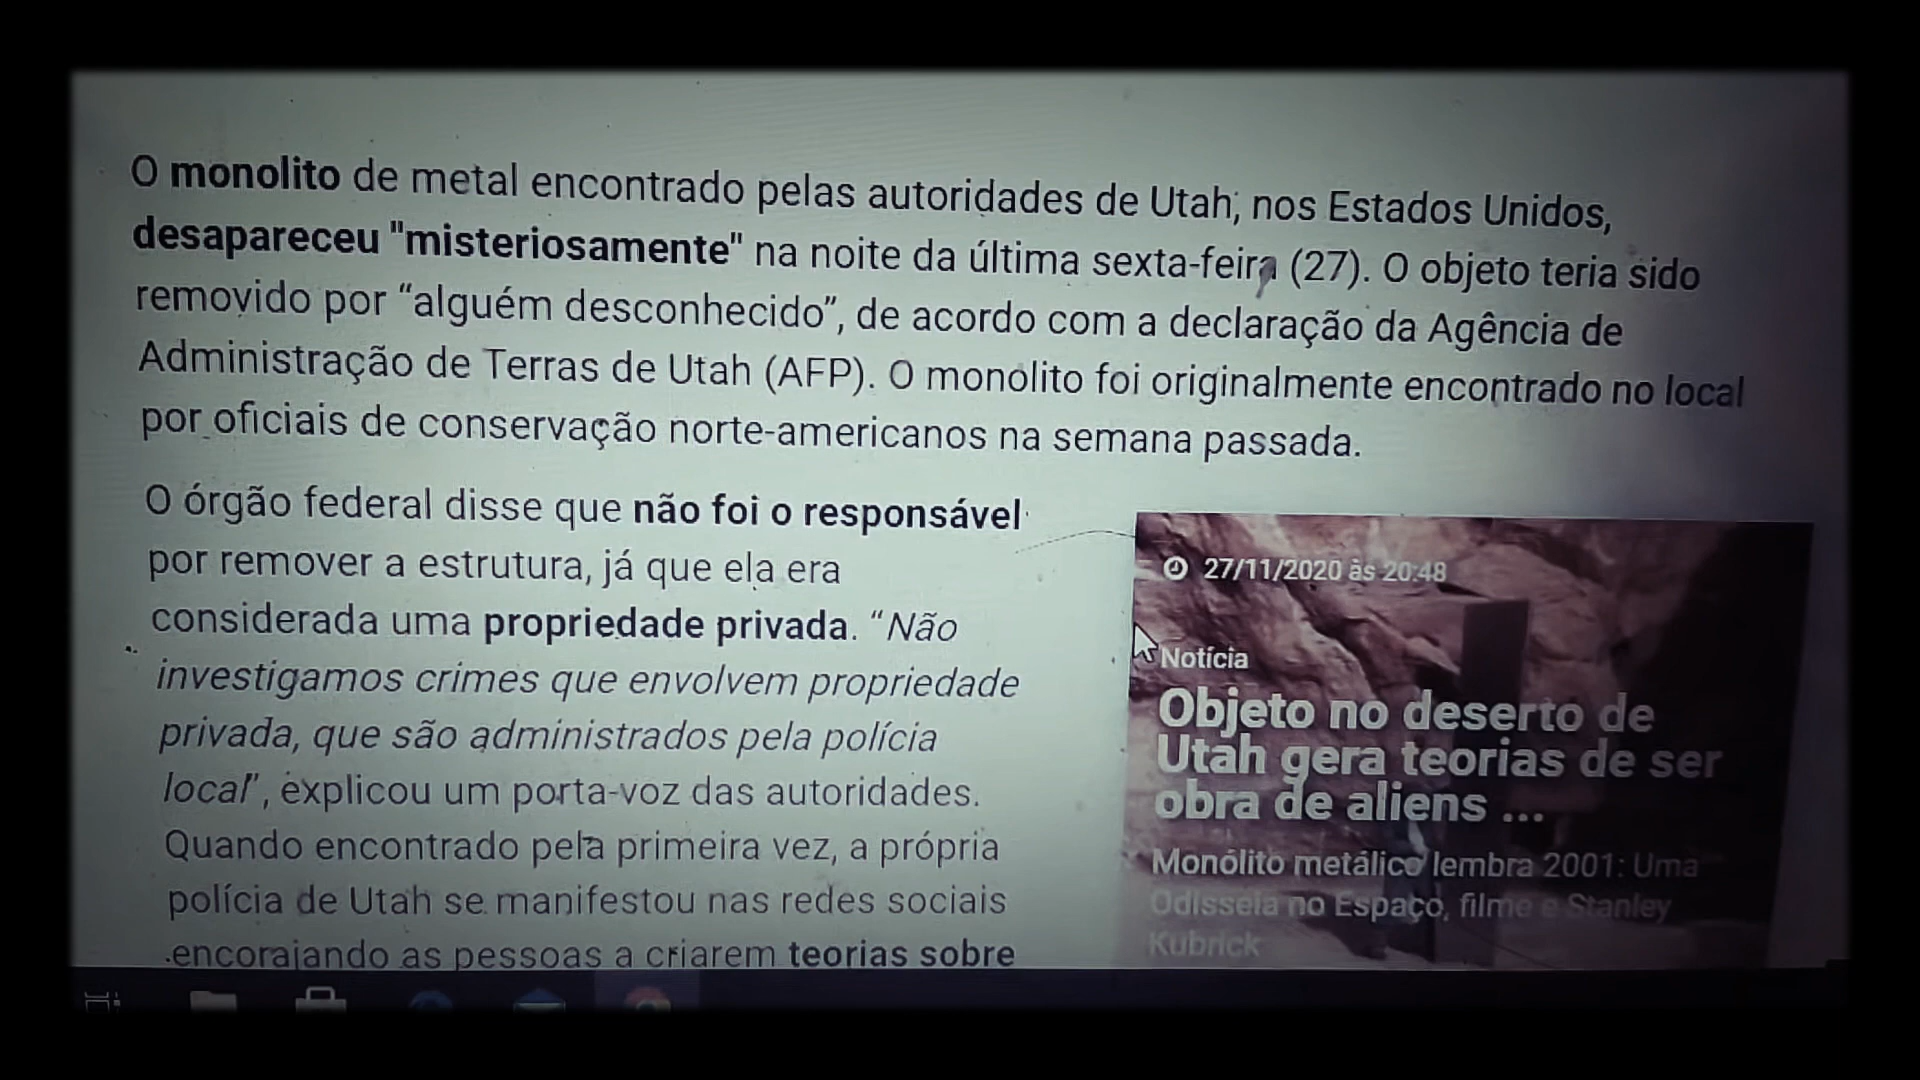 O monolito de metal encontrado pelas autoridades de Utah, nos Estados Unidos,
desapareceu "misteriosamente" na noite da última sexta-feira (27). O objeto teria sido
removido por “alguém desconhecido”, de acordo com a declaração da Agência de
Administração de Terras de Utah (AFP). O monolito foi originalmente encontrado no local
por oficiais de conservação norte-americanos na semana passada.
O órgão federal disse que não foi o responsável
por remover a estrutura, já que ela era
considerada uma propriedade privada. “Não
investigamos crimes que envolvem propriedade
privada, que são administrados pela polícia
local”, explicou um porta-voz das autoridades.
Quando encontrado pela primeira vez, a própria
polícia de Utah se manifestou nas redes sociais
encorajando as pessoas a criarem teorias sobre
27/11/2020 às 20:48
Notícia
Objeto no deserto de
Utah gera teorias de ser
obra de aliens ...
Monólito metálico lembra 2001: Uma
Odisseia no Espaço, filme e Stanley
Kubrick